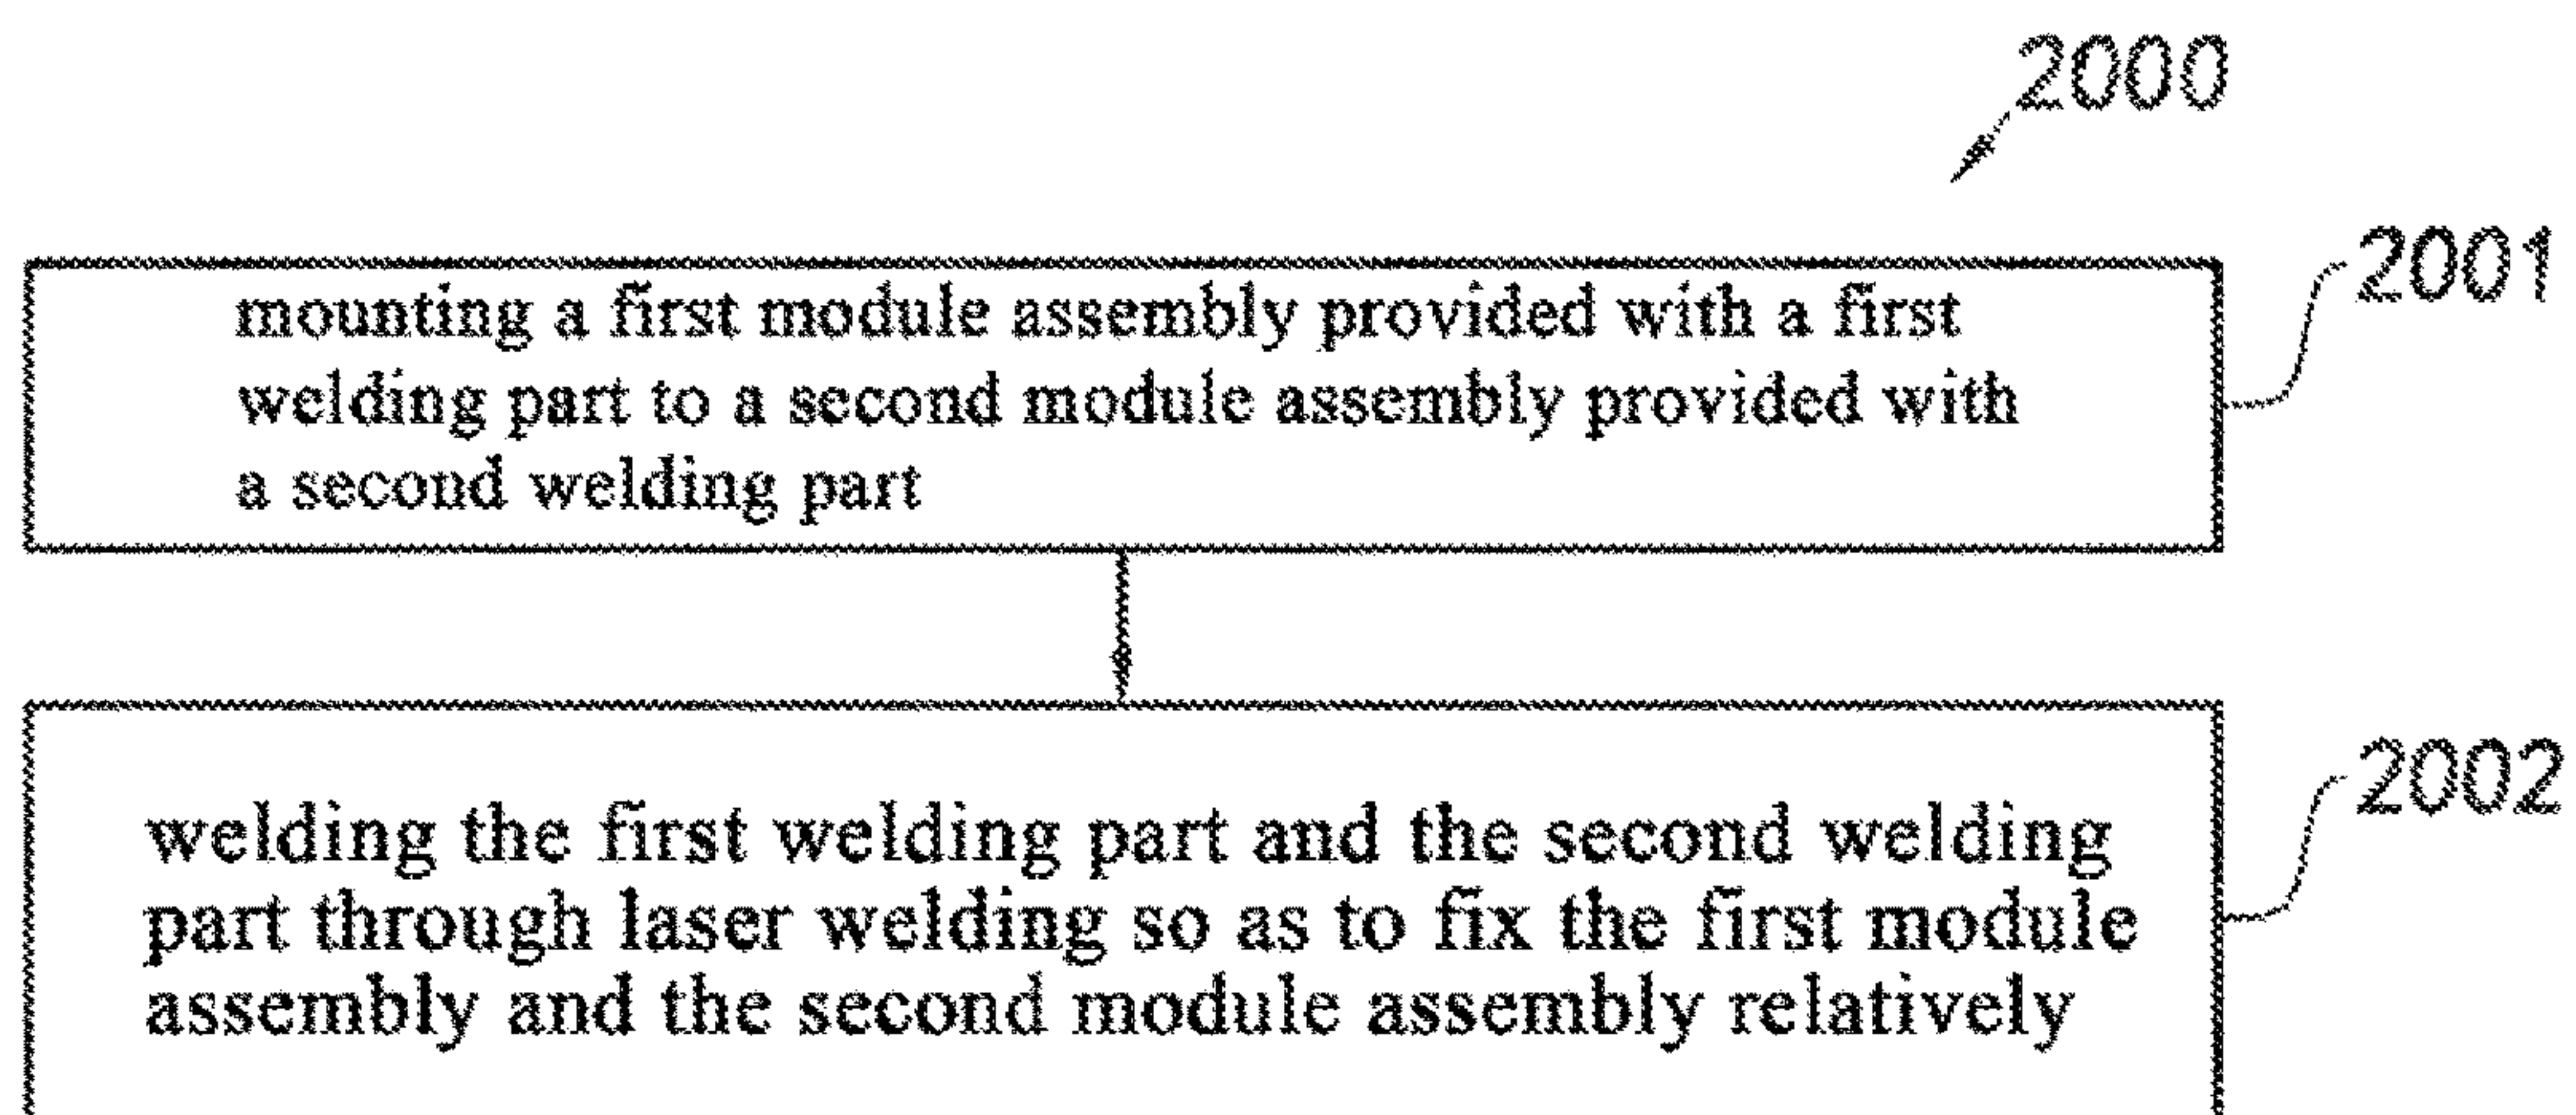 2000
2001
mounting a first module assembly provided with a first
welding part to a second module assembly provided with
a second welding part
2002
welding the first welding part and the second welding
part through laser welding so as to fix the first module
assembly and the second module assembly relatively